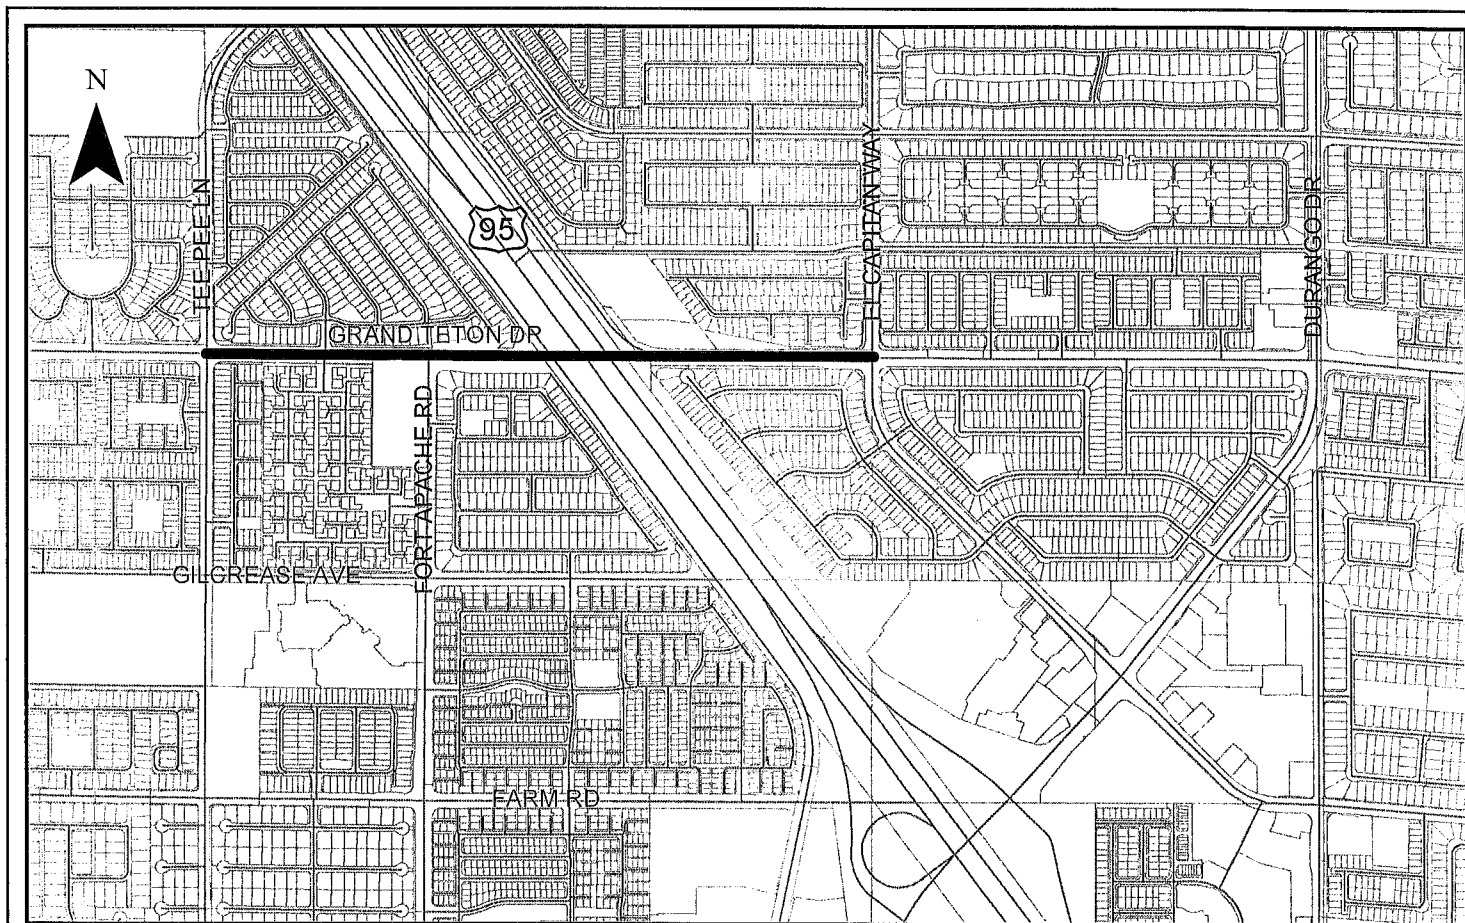 N
TEE PEE LN
95
EL CAPITAN WAY
DURANGO DR
GRAND TETON DR
FORT APACHE RD
GILCREASE AVE
FARM RD